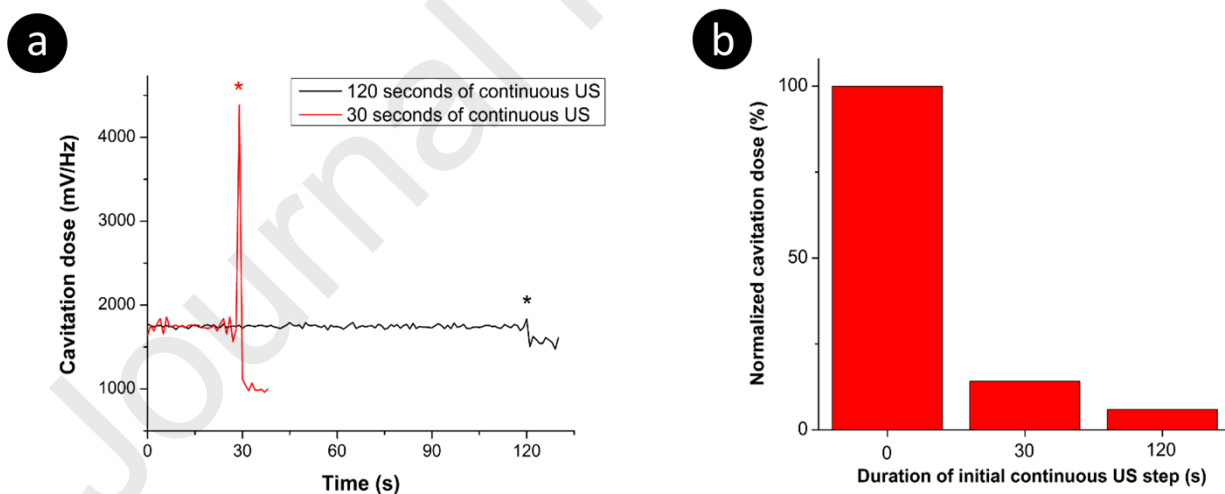 a
Journal
*
120 seconds of continuous US
30 seconds of continuous US
Cavitation dose (mV/Hz)
4000
3000
2000
1000
*
0
30
60
90
120
Time (s)
b
Normalized cavitation dose (%)
100
50
0
0
30
120
Duration of initial continuous US step (s)